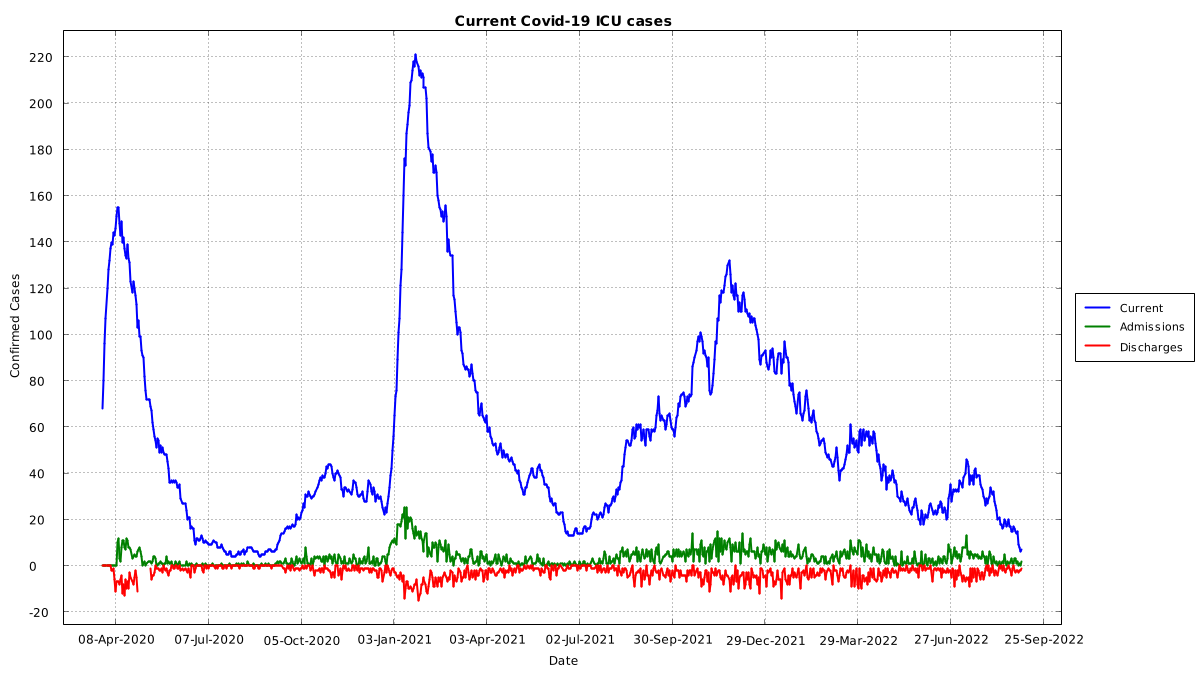 Current Covid-19 ICU cases
220
200
180
160
140
120
100
80
60
40
20
0
-20
Confirmed Cases
08-Apr-2020 07-Jul-2020 05-Oct-2020 03-Jan-2021 03-Apr-2021 02-Jul-2021 30-Sep-2021 29-Dec-2021 29-Mar-2022 27-Jun-2022 25-Sep-2022
Date
Current
Admissions
Discharges